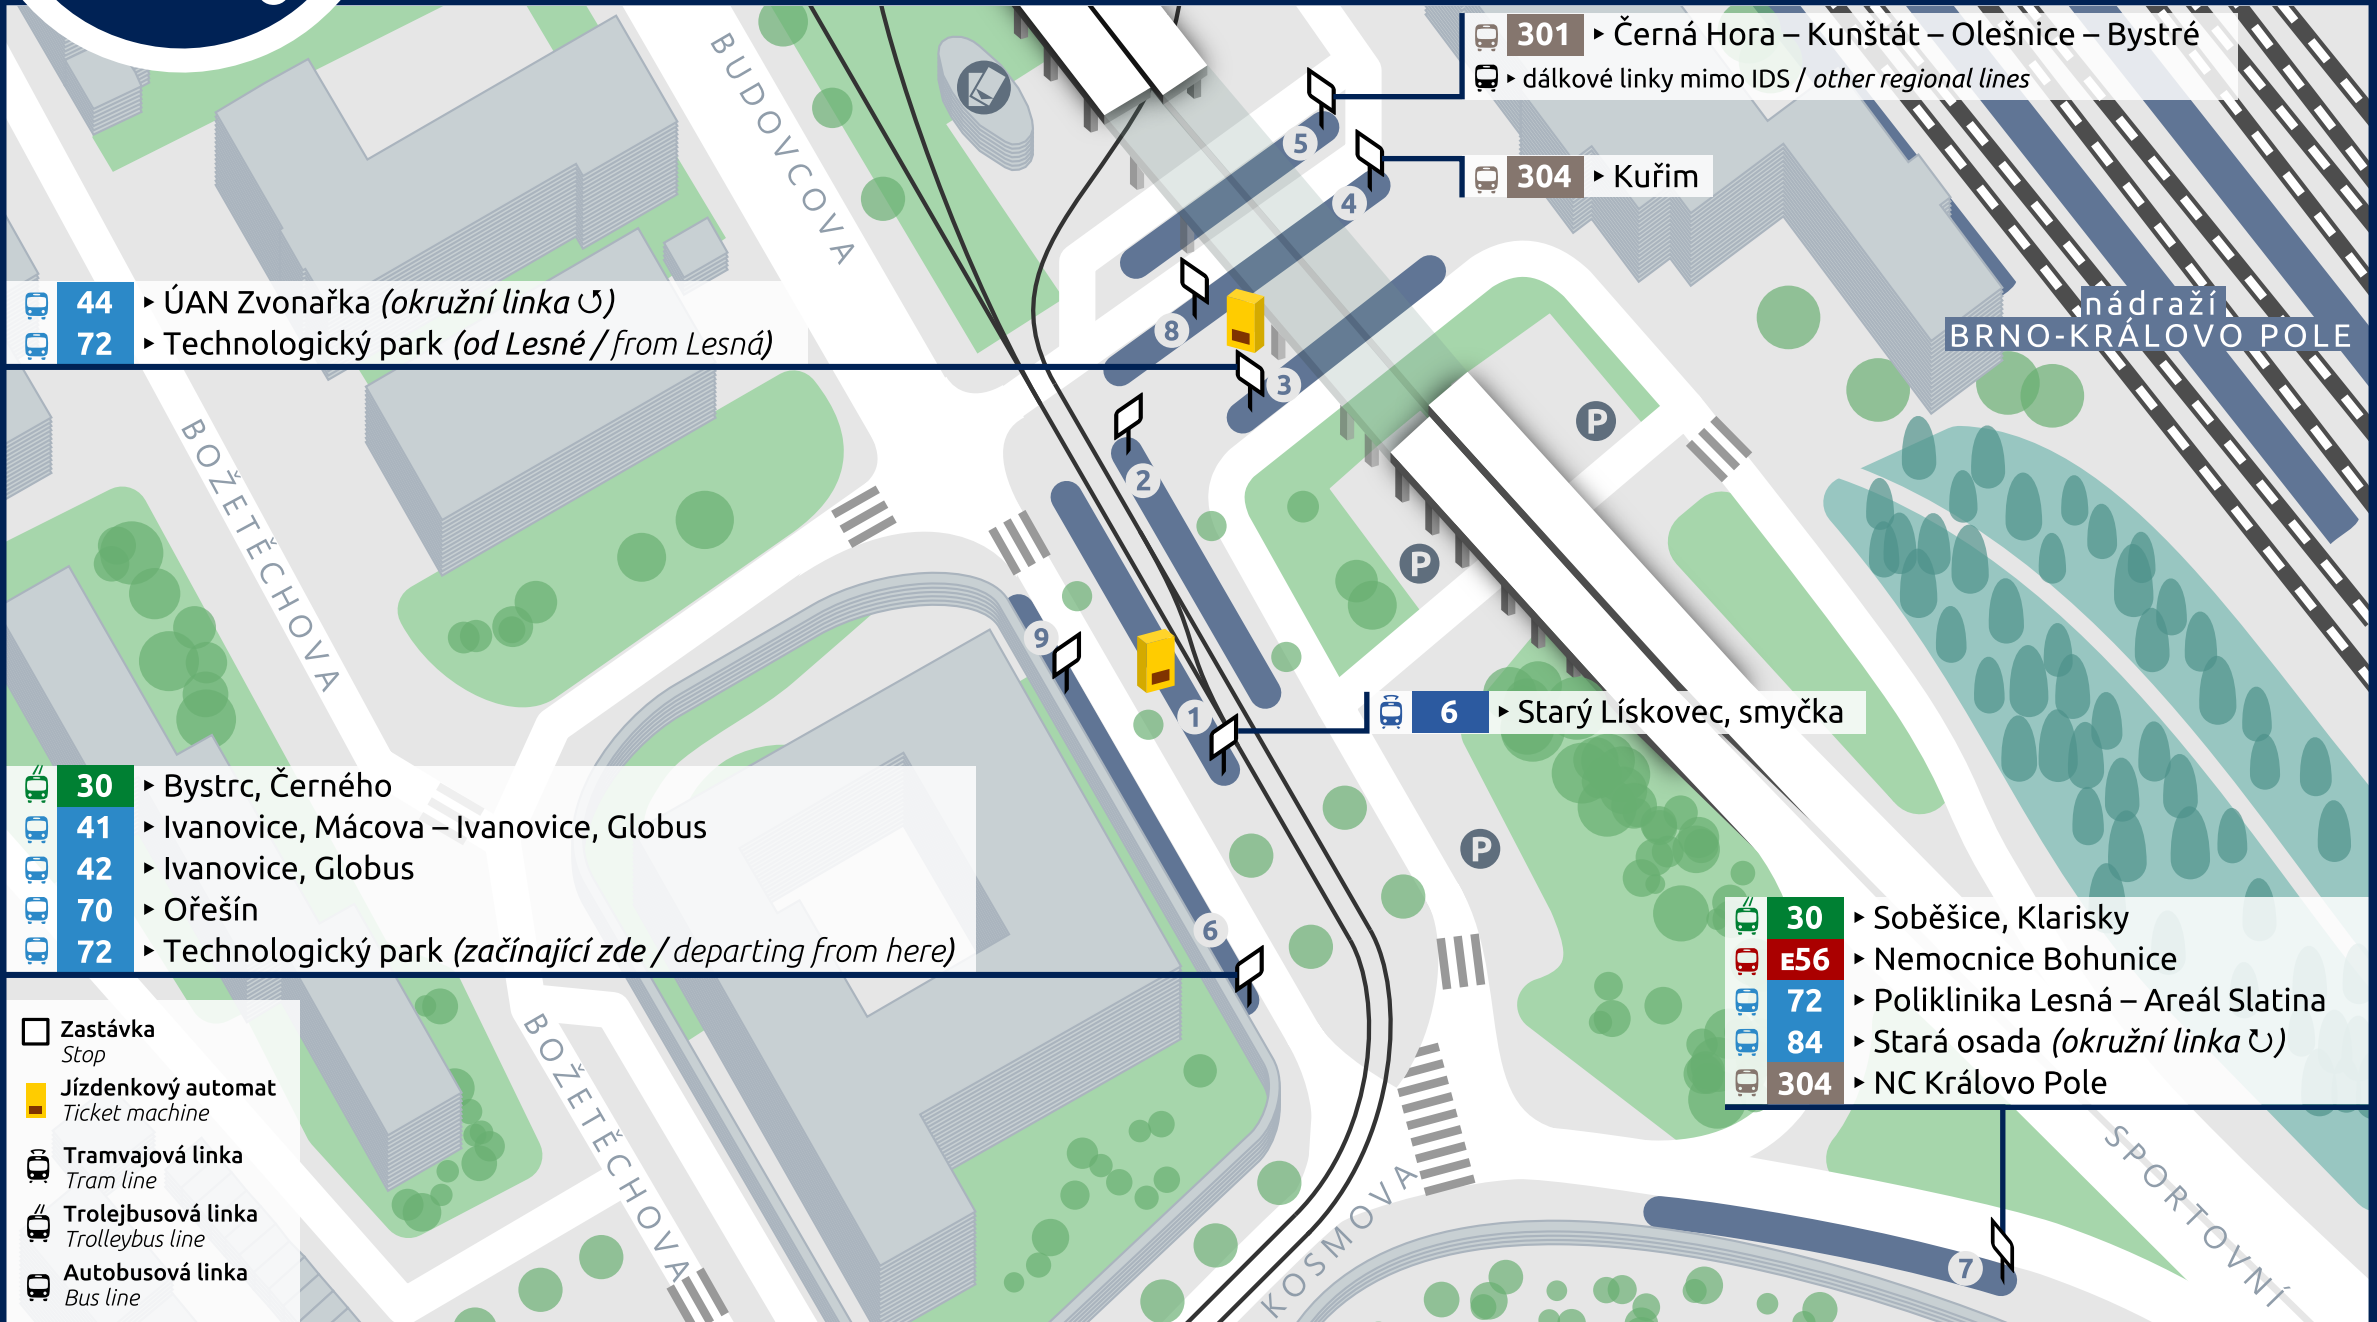 301 ▸ Černá Hora – Kunštát – Olešnice – Bystré
▸ dálkové linky mimo IDS / other regional lines
304 ▸ Kuřim
BUDOVCOVA
5
4
44 ▸ ÚAN Zvonařka (okružní linka ↺)
72 ▸ Technologický park (od Lesné / from Lesná)
8
3
nádraží
BRNO-KRÁLOVO POLE
P
BOŽETĚCHOVA
2
P
9
1
6 ▸ Starý Lískovec, smyčka
30 ▸ Bystrc, Černého
41 ▸ Ivanovice, Mácova – Ivanovice, Globus
42 ▸ Ivanovice, Globus
70 ▸ Ořešín
72 ▸ Technologický park (začínající zde / departing from here)
P
6
30 ▸ Soběšice, Klarisky
E56 ▸ Nemocnice Bohunice
72 ▸ Poliklinika Lesná – Areál Slatina
84 ▸ Stará osada (okružní linka ↻)
304 ▸ NC Královo Pole
Zastávka
Stop
Jízdenkový automat
Ticket machine
Tramvajová linka
Tram line
Trolejbusová linka
Trolleybus line
Autobusová linka
Bus line
BOŽETĚCHOVA
KOSMOVA
SPORTOVNÍ
7